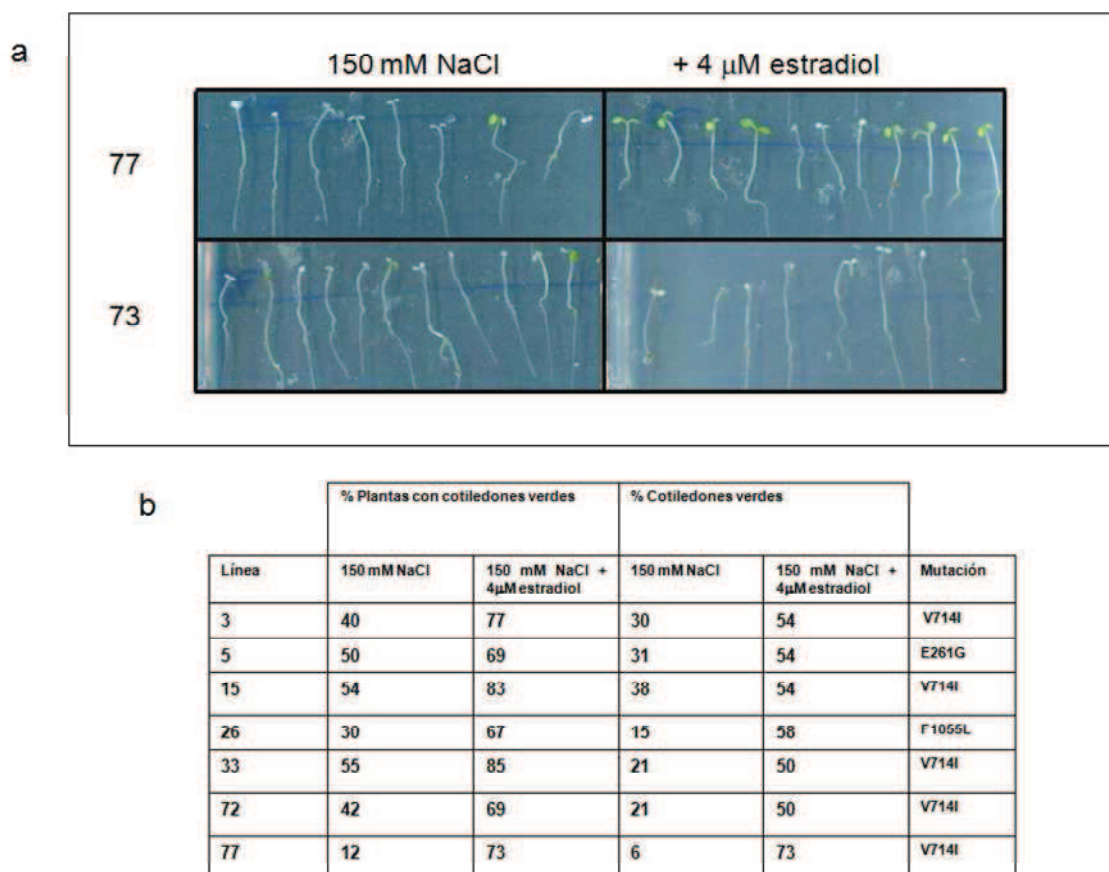 a
150 mM NaCl + 4 µM estradiol
77
73
b
% Plantas con cotiledones verdes % Cotiledones verdes
Línea 150 mM NaCl 150 mM NaCl + 4µM estradiol 150 mM NaCl 150 mM NaCl + 4µM estradiol Mutación
3 40 77 30 54 V714I
5 50 69 31 54 E261G
15 54 83 38 54 V714I
26 30 67 15 58 F1055L
33 55 85 21 50 V714I
72 42 69 21 50 V714I
77 12 73 6 73 V714I